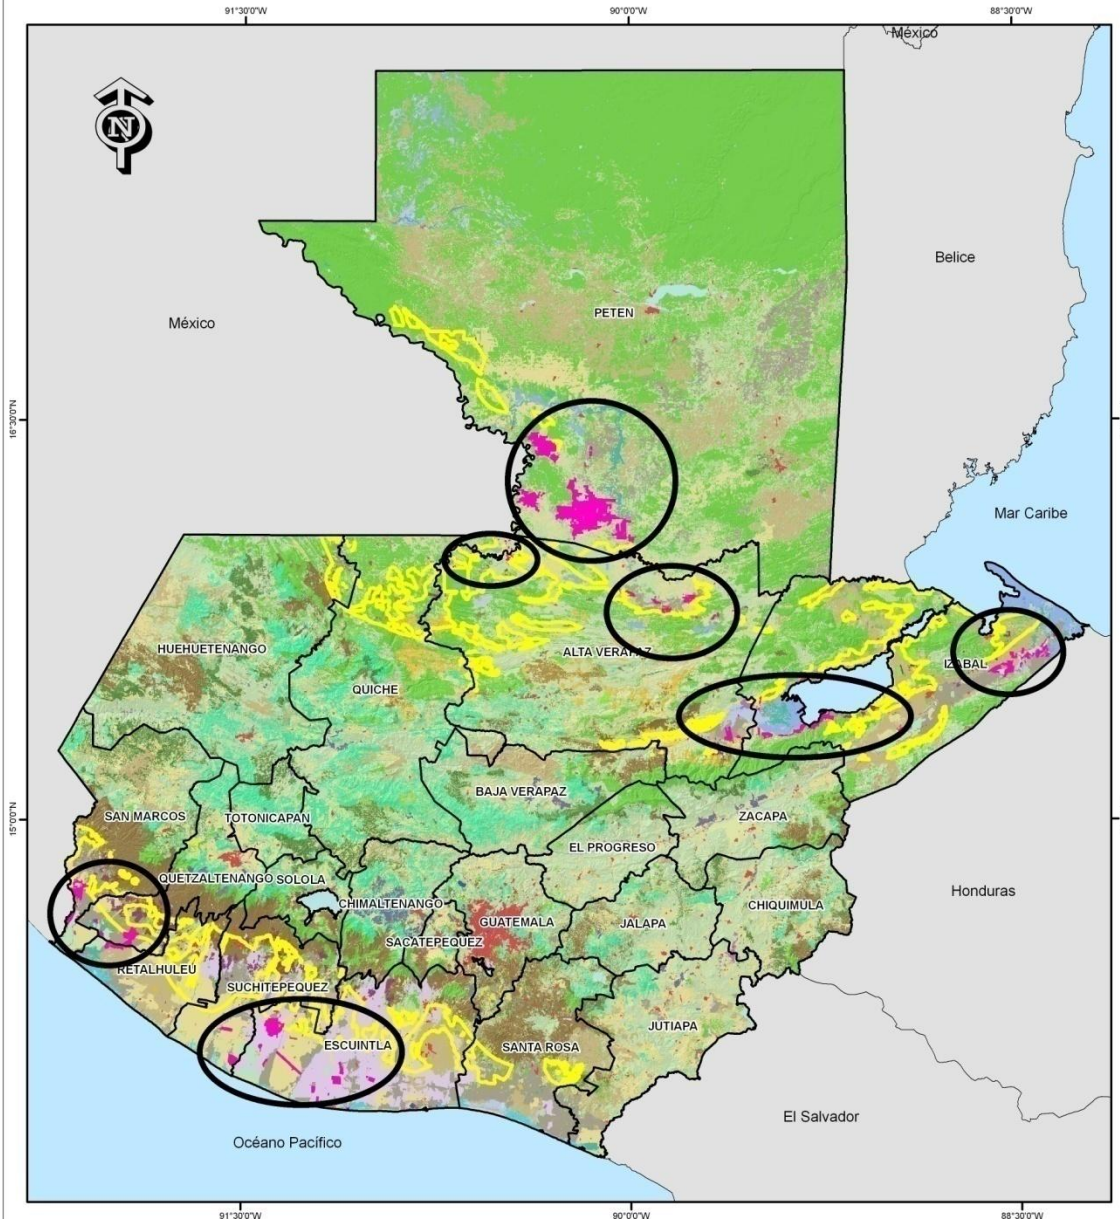 91°30'0"W
90°0'0"W
88°30'0"W
México
N
Belice
PETEN
México
16°30'0"N
Mar Caribe
HUEHUETENANGO
ALTA VERAPAZ
IZABAL
QUICHE
BAJA VERAPAZ
SAN MARCOS
TOTONICAPAN
ZACAPA
15°0'0"N
EL PROGRESO
QUETZALTENANGO
SOLOLA
Honduras
CHIMALTENANGO
CHIQUIMULA
GUATEMALA
JALAPA
SACATEPEQUEZ
RETALHULEU
SUCHITEPEQUEZ
JUTIAPA
ESCUINTLA
SANTA ROSA
El Salvador
Océano Pacífico
91°30'0"W
90°0'0"W
88°30'0"W